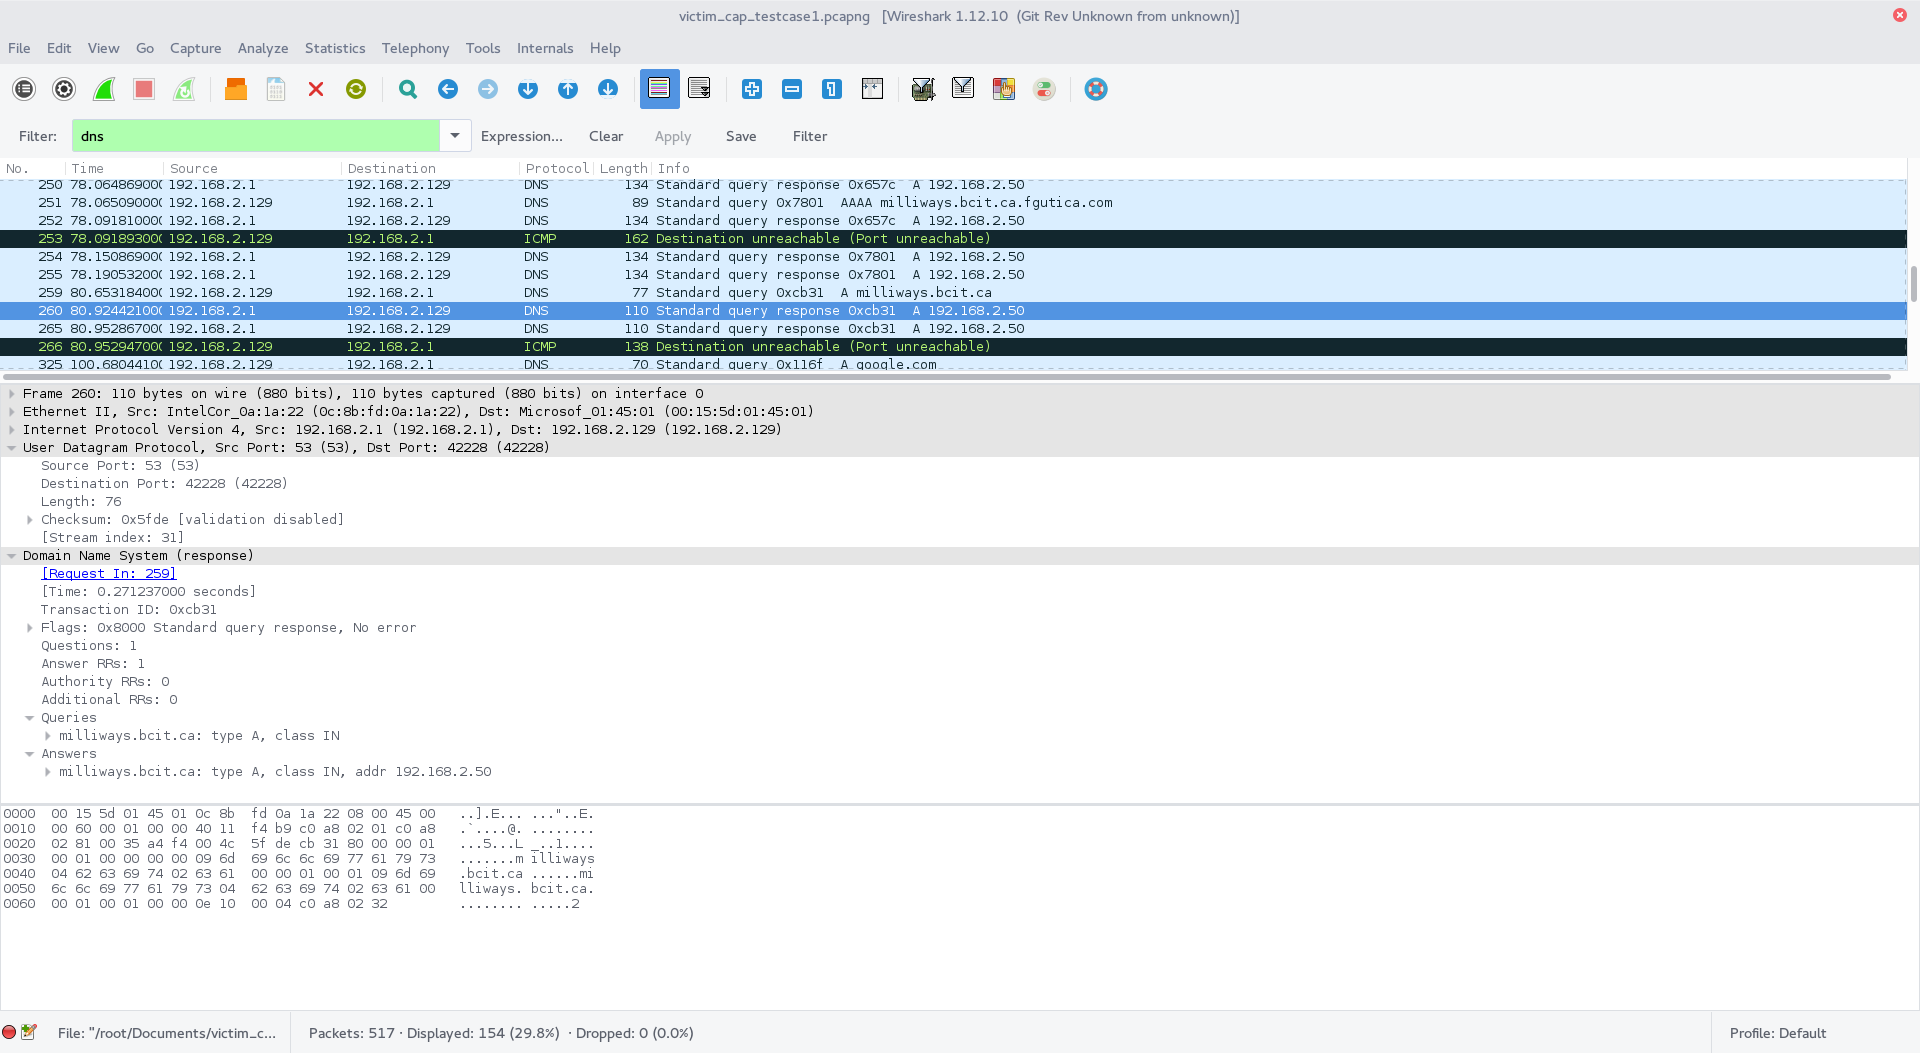 victim_cap_testcase1.pcapng   [Wireshark 1.12.10  (Git Rev Unknown from unknown)]
File Edit View Go Capture Analyze Statistics Telephony Tools Internals Help
Filter: dns Expression... Clear Apply Save Filter
No. Time Source Destination Protocol Length Info
250 78.064869000 192.168.2.1 192.168.2.129 DNS 134 Standard query response 0x657c  A 192.168.2.50
251 78.065090000 192.168.2.129 192.168.2.1 DNS 89 Standard query 0x7801  AAAA milliways.bcit.ca.fgutica.com
252 78.091810000 192.168.2.1 192.168.2.129 DNS 134 Standard query response 0x657c  A 192.168.2.50
253 78.091893000 192.168.2.129 192.168.2.1 ICMP 162 Destination unreachable (Port unreachable)
254 78.150869000 192.168.2.1 192.168.2.129 DNS 134 Standard query response 0x7801  A 192.168.2.50
255 78.190532000 192.168.2.1 192.168.2.129 DNS 134 Standard query response 0x7801  A 192.168.2.50
259 80.653184000 192.168.2.129 192.168.2.1 DNS 77 Standard query 0xcb31  A milliways.bcit.ca
260 80.924421000 192.168.2.1 192.168.2.129 DNS 110 Standard query response 0xcb31  A 192.168.2.50
265 80.952867000 192.168.2.1 192.168.2.129 DNS 110 Standard query response 0xcb31  A 192.168.2.50
266 80.952947000 192.168.2.129 192.168.2.1 ICMP 138 Destination unreachable (Port unreachable)
325 100.68044100 192.168.2.129 192.168.2.1 DNS 70 Standard query 0x116f  A google.com
Frame 260: 110 bytes on wire (880 bits), 110 bytes captured (880 bits) on interface 0
Ethernet II, Src: IntelCor_0a:1a:22 (0c:8b:fd:0a:1a:22), Dst: Microsof_01:45:01 (00:15:5d:01:45:01)
Internet Protocol Version 4, Src: 192.168.2.1 (192.168.2.1), Dst: 192.168.2.129 (192.168.2.129)
User Datagram Protocol, Src Port: 53 (53), Dst Port: 42228 (42228)
Source Port: 53 (53)
Destination Port: 42228 (42228)
Length: 76
Checksum: 0x5fde [validation disabled]
[Stream index: 31]
Domain Name System (response)
[Request In: 259]
[Time: 0.271237000 seconds]
Transaction ID: 0xcb31
Flags: 0x8000 Standard query response, No error
Questions: 1
Answer RRs: 1
Authority RRs: 0
Additional RRs: 0
Queries
milliways.bcit.ca: type A, class IN
Answers
milliways.bcit.ca: type A, class IN, addr 192.168.2.50
0000  00 15 5d 01 45 01 0c 8b  fd 0a 1a 22 08 00 45 00   ..].E... ..."..E.
0010  00 60 00 01 00 00 40 11  f4 b9 c0 a8 02 01 c0 a8   .`....@. ........
0020  02 81 00 35 a4 f4 00 4c  5f de cb 31 80 00 00 01   ...5...L _..1....
0030  00 01 00 00 00 00 09 6d  69 6c 6c 69 77 61 79 73   .......m illiways
0040  04 62 63 69 74 02 63 61  00 00 01 00 01 09 6d 69   .bcit.ca ......mi
0050  6c 6c 69 77 61 79 73 04  62 63 69 74 02 63 61 00   lliways. bcit.ca.
0060  00 01 00 01 00 00 0e 10  00 04 c0 a8 02 32         ........ .....2
File: "/root/Documents/victim_c... Packets: 517 · Displayed: 154 (29.8%)  · Dropped: 0 (0.0%) Profile: Default